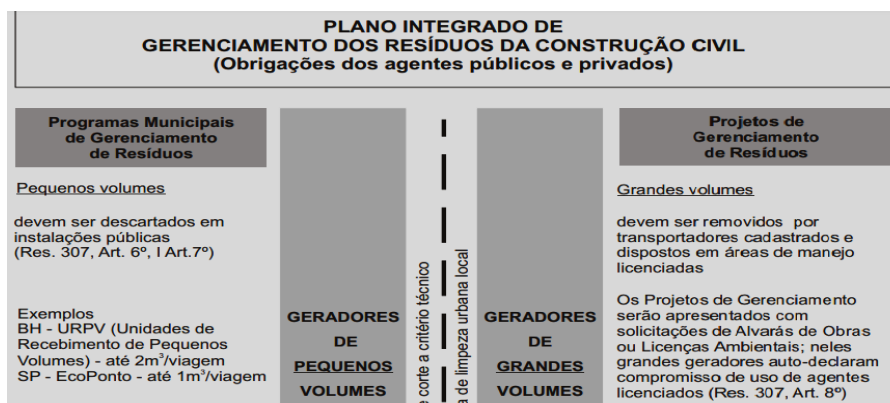 PLANO INTEGRADO DE
GERENCIAMENTO DOS RESÍDUOS DA CONSTRUÇÃO CIVIL
(Obrigações dos agentes públicos e privados)
Programas Municipais
de Gerenciamento
de Resíduos
Pequenos volumes
devem ser descartados em
instalações públicas
(Res. 307, Art. 6º, I Art.7º)
Exemplos
BH - URPV (Unidades de
Recebimento de Pequenos
Volumes) - até 2m³/viagem
SP - EcoPonto - até 1m³/viagem
GERADORES
DE
PEQUENOS
VOLUMES
corte a critério técnico
de limpeza urbana local
GERADORES
DE
GRANDES
VOLUMES
Projetos de
Gerenciamento
de Resíduos
Grandes volumes
devem ser removidos por
transportadores cadastrados e
dispostos em áreas de manejo
licenciadas
Os Projetos de Gerenciamento
serão apresentados com
solicitações de Alvarás de Obras
ou Licenças Ambientais; neles
grandes geradores auto-declaram
compromisso de uso de agentes
licenciados (Res. 307, Art. 8º)